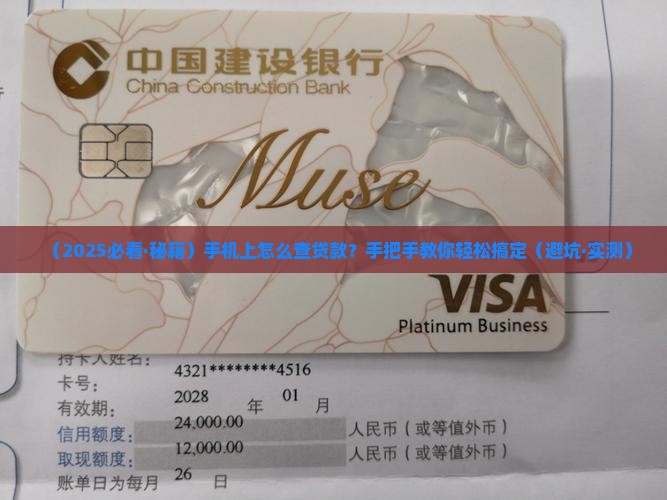 中国建设银行
China Construction Bank
Muse
（2025必看·秘籍）手机上怎么查贷款？手把手教你轻松搞定（避坑·实测）
VISA
Platinum Business
持卡人姓名：
卡号： 4321********4516
有效期： 2028 年 01 月
信用额度： 24,000.00 人民币（或等值外币）
取现额度： 12,000.00 人民币（或等值外币）
账单日为每月 26 日